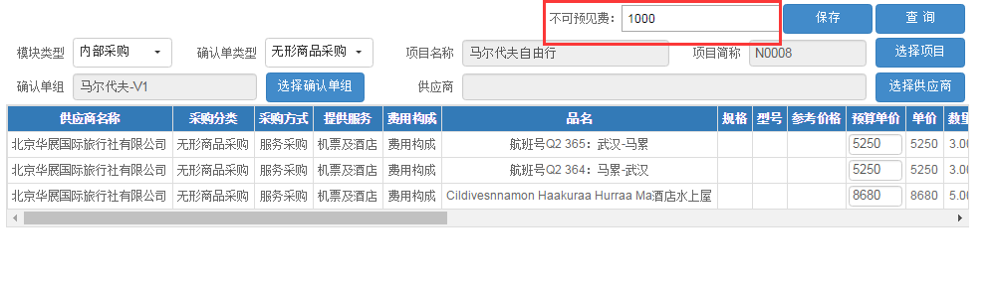 不可预见费： 1000 保存 查 询
模块类型 内部采购 确认单类型 无形商品采购 项目名称 马尔代夫自由行 项目简称 N0008 选择项目
确认单组 马尔代夫-V1 选择确认单组 供应商 选择供应商
供应商名称 采购分类 采购方式 提供服务 费用构成 品名 规格 型号 参考价格 预算单价 单价
北京华展国际旅行社有限公司 无形商品采购 服务采购 机票及酒店 费用构成 航班号Q2 365：武汉-马累 5250 5250
北京华展国际旅行社有限公司 无形商品采购 服务采购 机票及酒店 费用构成 航班号Q2 364：马累-武汉 5250 5250
北京华展国际旅行社有限公司 无形商品采购 服务采购 机票及酒店 费用构成 Cildivesnnamon Haakuraa Hurraa Ma酒店水上屋 8680 8680